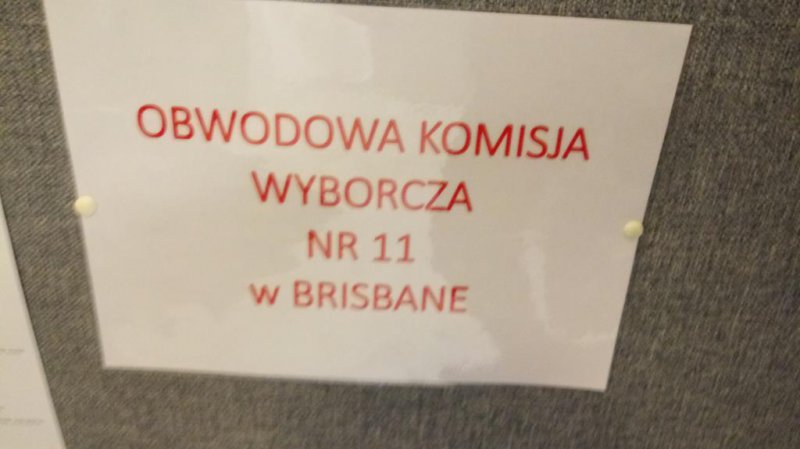 OBWODOWA KOMISJA
WYBORCZA
NR 11
w BRISBANE